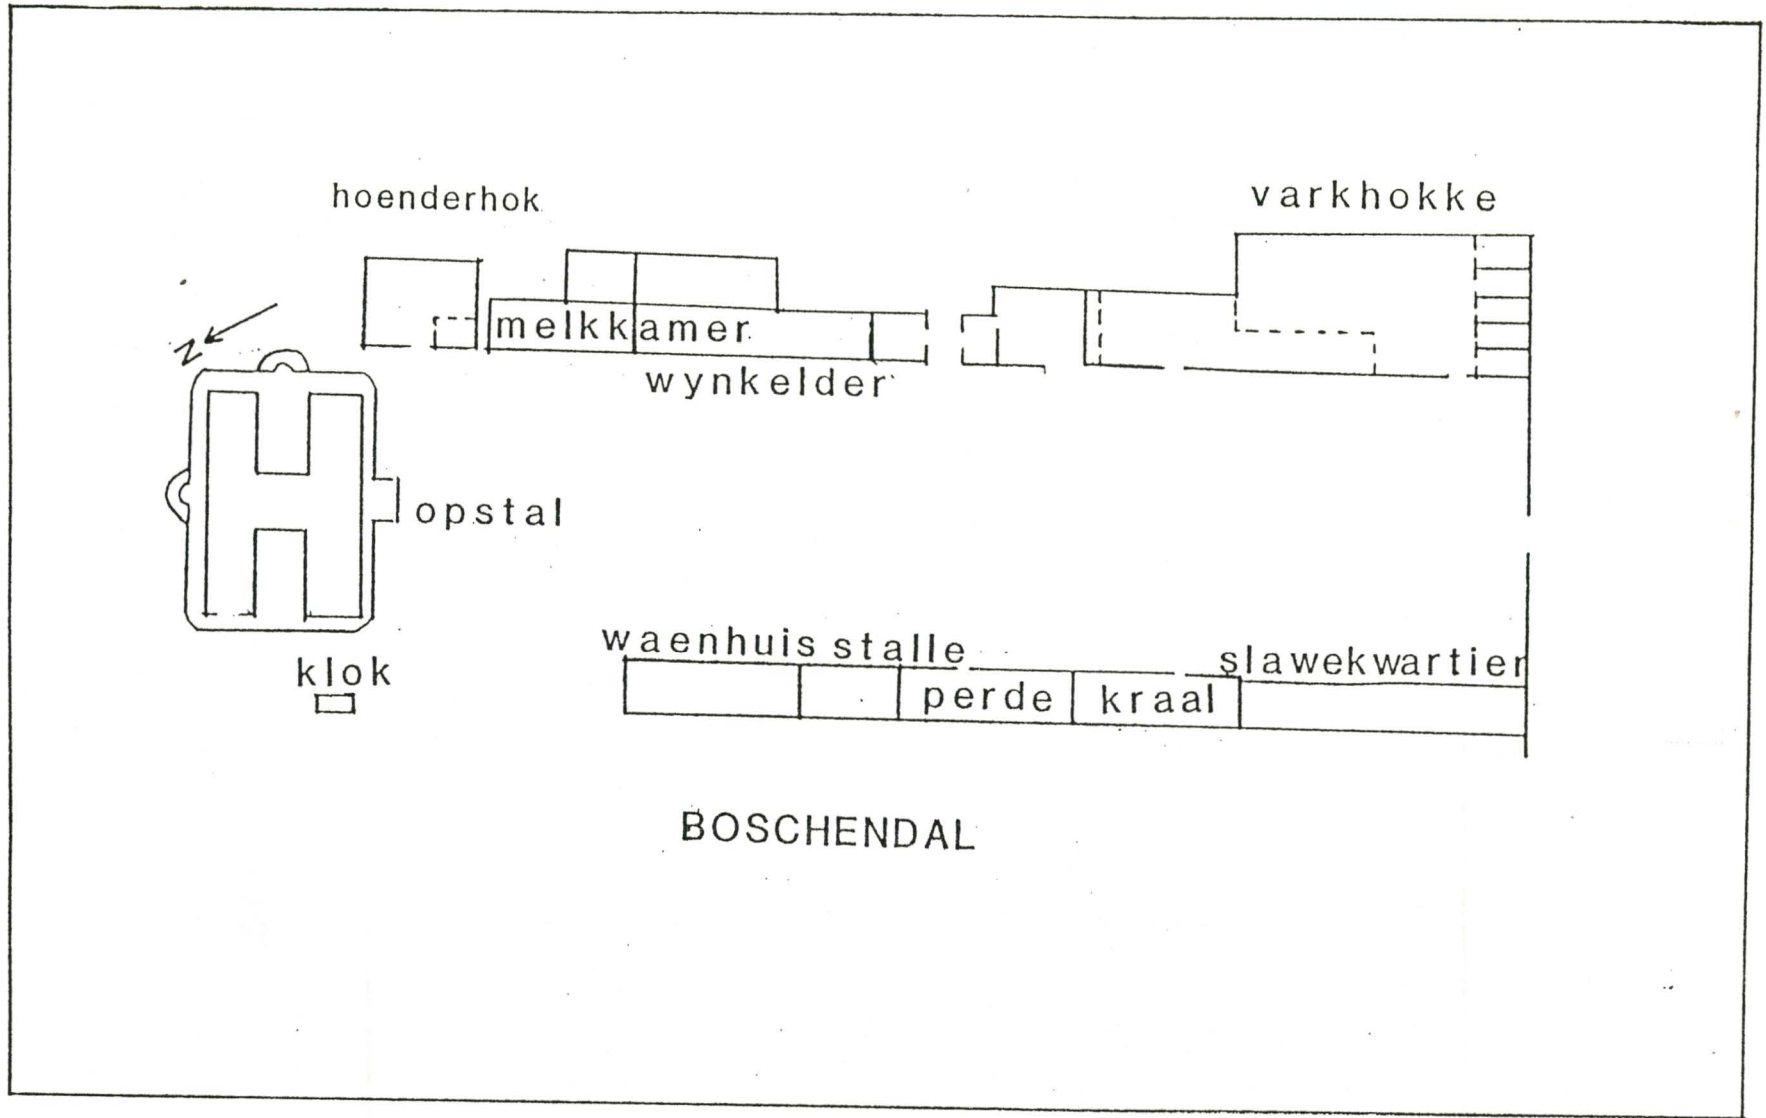 hoenderhok
varkhokke
N
melkkamer
wynkelder
opstal
klok
waenhuis stalle
slawekwartier
perde kraal
BOSCHENDAL